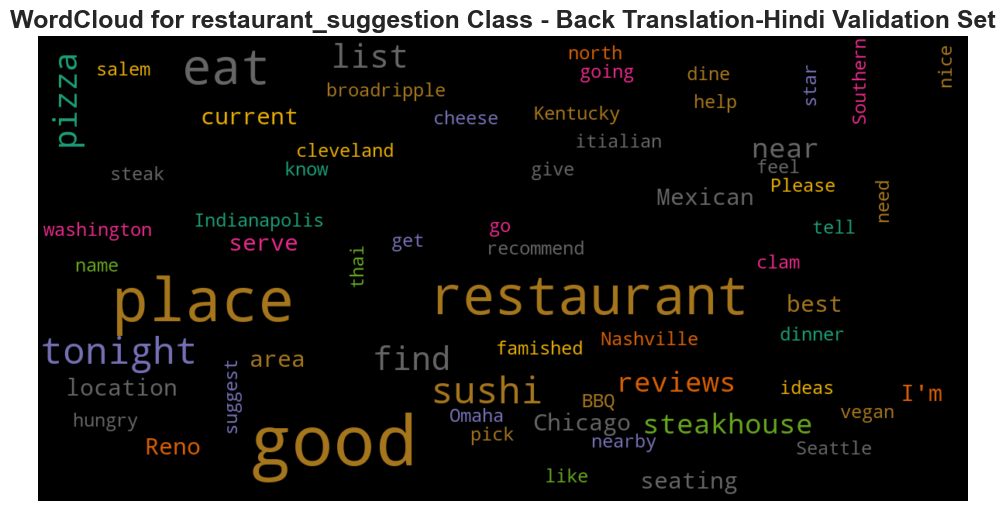 WordCloud for restaurant_suggestion Class - Back Translation-Hindi Validation Set
pizza
salem
eat
list
north
going
dine
star
Southern
nice
broadripple
help
current
cheese
Kentucky
cleveland
itialian
near
steak
know
give
feel
Mexican
Please
need
washington
Indianapolis
go
tell
serve
get
recommend
name
thai
clam
place
restaurant
best
tonight
area
find
famished
Nashville
dinner
location
suggest
sushi
reviews
ideas
I'm
hungry
Omaha
BBQ
vegan
Reno
good
pick
Chicago
nearby
steakhouse
Seattle
like
seating